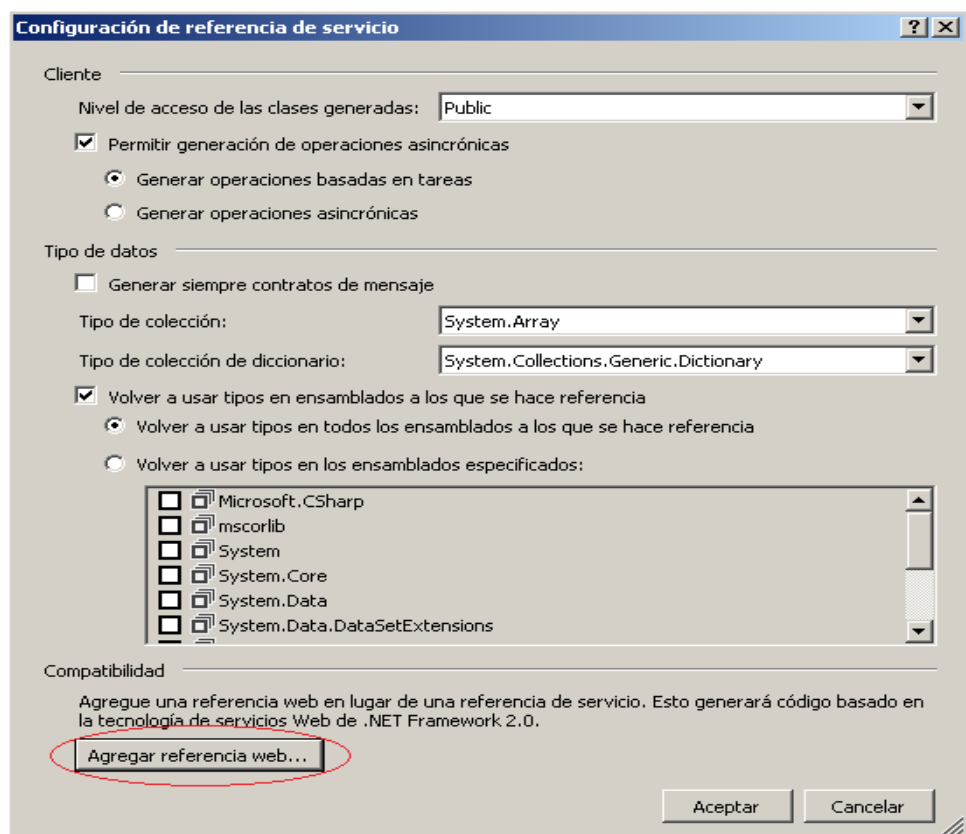 Configuración de referencia de servicio
Cliente
Nivel de acceso de las clases generadas: Public
Permitir generación de operaciones asincrónicas
Generar operaciones basadas en tareas
Generar operaciones asincrónicas
Tipo de datos
Generar siempre contratos de mensaje
Tipo de colección: System.Array
Tipo de colección de diccionario: System.Collections.Generic.Dictionary
Volver a usar tipos en ensamblados a los que se hace referencia
Volver a usar tipos en todos los ensamblados a los que se hace referencia
Volver a usar tipos en los ensamblados especificados:
Microsoft.CSharp
mscorlib
System
System.Core
System.Data
System.Data.DataSetExtensions
Compatibilidad
Agregue una referencia web en lugar de una referencia de servicio. Esto generará código basado en
la tecnología de servicios Web de .NET Framework 2.0.
Agregar referencia web...
Aceptar Cancelar